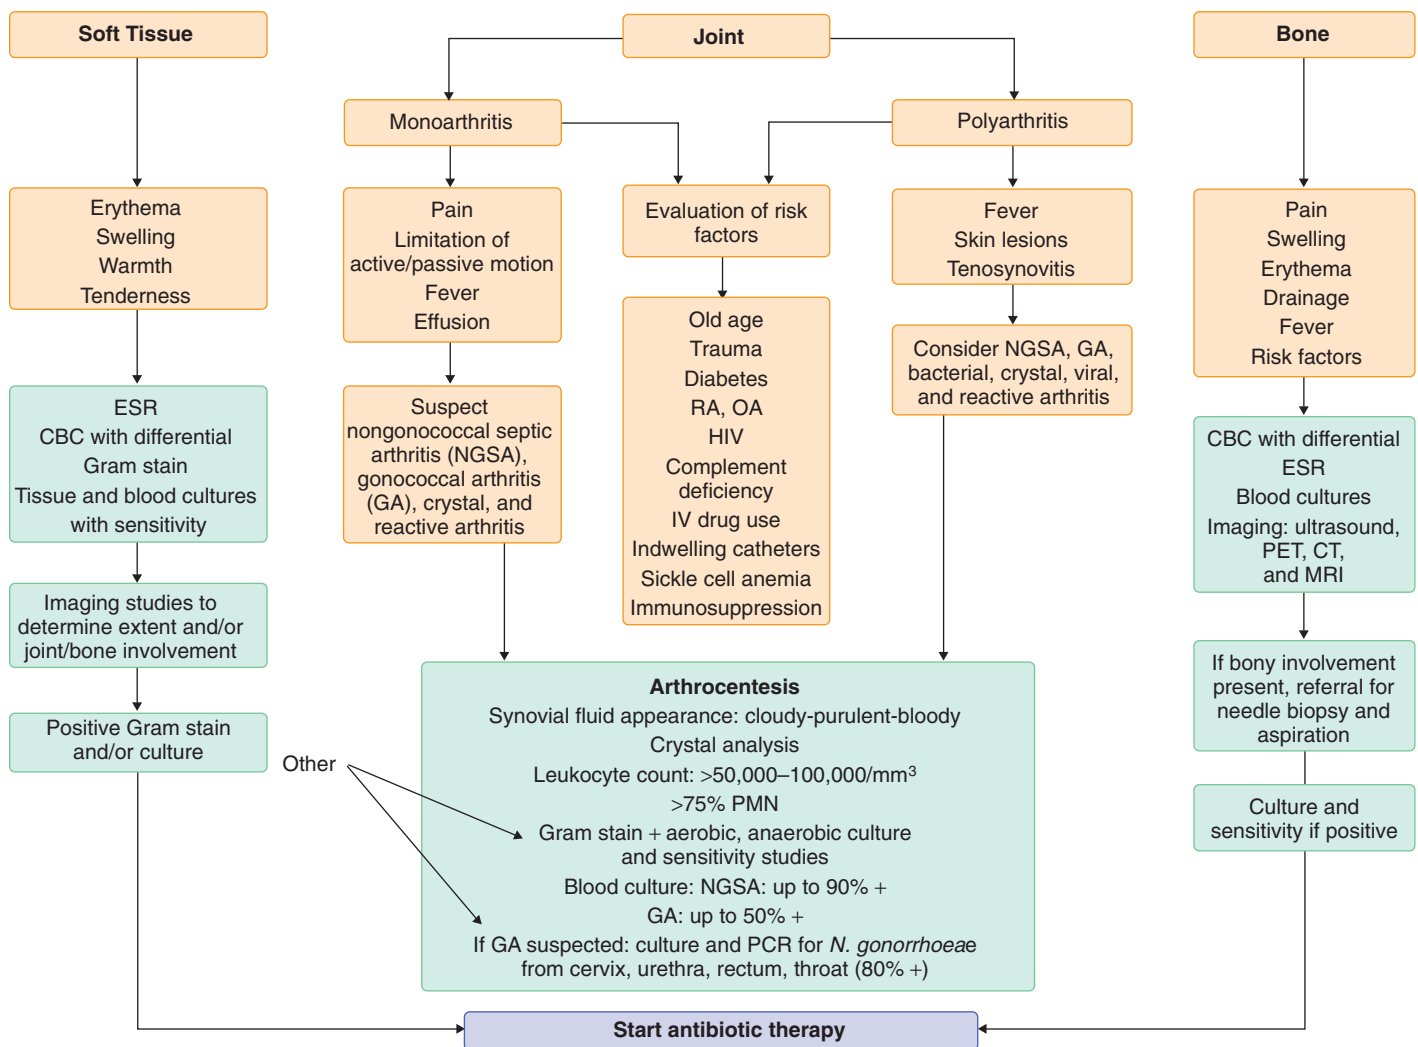 Soft Tissue
Erythema
Swelling
Warmth
Tenderness
ESR
CBC with differential
Gram stain
Tissue and blood cultures
with sensitivity
Imaging studies to
determine extent and/or
joint/bone involvement
Positive Gram stain
and/or culture
Joint
Monoarthritis
Pain
Limitation of
active/passive motion
Fever
Effusion
Suspect
nongonococcal septic
arthritis (NGSA),
gonococcal arthritis
(GA), crystal, and
reactive arthritis
Evaluation of risk
factors
Old age
Trauma
Diabetes
RA, OA
HIV
Complement
deficiency
IV drug use
Indwelling catheters
Sickle cell anemia
Immunosuppression
Polyarthritis
Fever
Skin lesions
Tenosynovitis
Consider NGSA, GA,
bacterial, crystal, viral,
and reactive arthritis
Other
Arthrocentesis
Synovial fluid appearance: cloudy-purulent-bloody
Crystal analysis
Leukocyte count: >50,000–100,000/mm³
>75% PMN
Gram stain + aerobic, anaerobic culture
and sensitivity studies
Blood culture: NGSA: up to 90% +
GA: up to 50% +
If GA suspected: culture and PCR for N. gonorrhoeae
from cervix, urethra, rectum, throat (80% +)
Bone
Pain
Swelling
Erythema
Drainage
Fever
Risk factors
CBC with differential
ESR
Blood cultures
Imaging: ultrasound,
PET, CT,
and MRI
If bony involvement
present, referral for
needle biopsy and
aspiration
Culture and
sensitivity if positive
Start antibiotic therapy